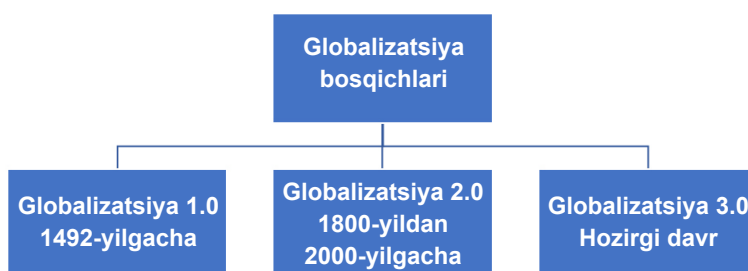 Globalizatsiya
bosqichlari
Globalizatsiya 1.0
1492-yilgacha
Globalizatsiya 2.0
1800-yildan
2000-yilgacha
Globalizatsiya 3.0
Hozirgi davr